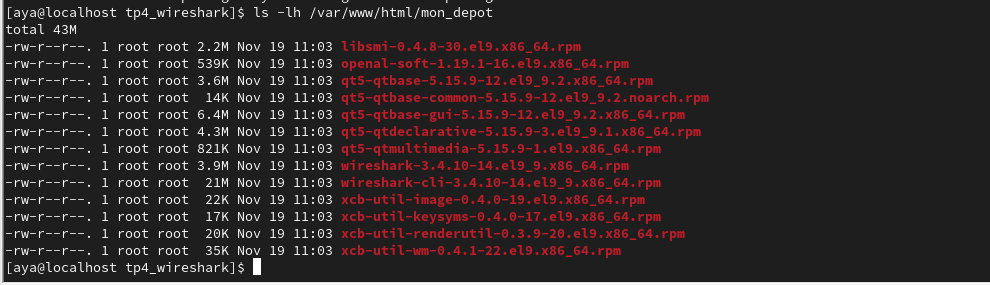 [aya@localhost tp4_wireshark]$ ls -lh /var/www/html/mon_depot
total 43M
-rw-r--r--. 1 root root 2.2M Nov 19 11:03 libsmi-0.4.8-30.el9.x86_64.rpm
-rw-r--r--. 1 root root 539K Nov 19 11:03 openal-soft-1.19.1-16.el9.x86_64.rpm
-rw-r--r--. 1 root root 3.6M Nov 19 11:03 qt5-qtbase-5.15.9-12.el9_9.2.x86_64.rpm
-rw-r--r--. 1 root root  14K Nov 19 11:03 qt5-qtbase-common-5.15.9-12.el9_9.2.noarch.rpm
-rw-r--r--. 1 root root 6.4M Nov 19 11:03 qt5-qtbase-gui-5.15.9-12.el9_9.2.x86_64.rpm
-rw-r--r--. 1 root root 4.3M Nov 19 11:03 qt5-qtdeclarative-5.15.9-3.el9_9.1.x86_64.rpm
-rw-r--r--. 1 root root 821K Nov 19 11:03 qt5-qtmultimedia-5.15.9-1.el9.x86_64.rpm
-rw-r--r--. 1 root root 3.9M Nov 19 11:03 wireshark-3.4.10-14.el9_9.x86_64.rpm
-rw-r--r--. 1 root root  21M Nov 19 11:03 wireshark-cli-3.4.10-14.el9_9.x86_64.rpm
-rw-r--r--. 1 root root  22K Nov 19 11:03 xcb-util-image-0.4.0-19.el9.x86_64.rpm
-rw-r--r--. 1 root root  17K Nov 19 11:03 xcb-util-keysyms-0.4.0-17.el9.x86_64.rpm
-rw-r--r--. 1 root root  20K Nov 19 11:03 xcb-util-renderutil-0.3.9-20.el9.x86_64.rpm
-rw-r--r--. 1 root root  35K Nov 19 11:03 xcb-util-wm-0.4.1-22.el9.x86_64.rpm
[aya@localhost tp4_wireshark]$